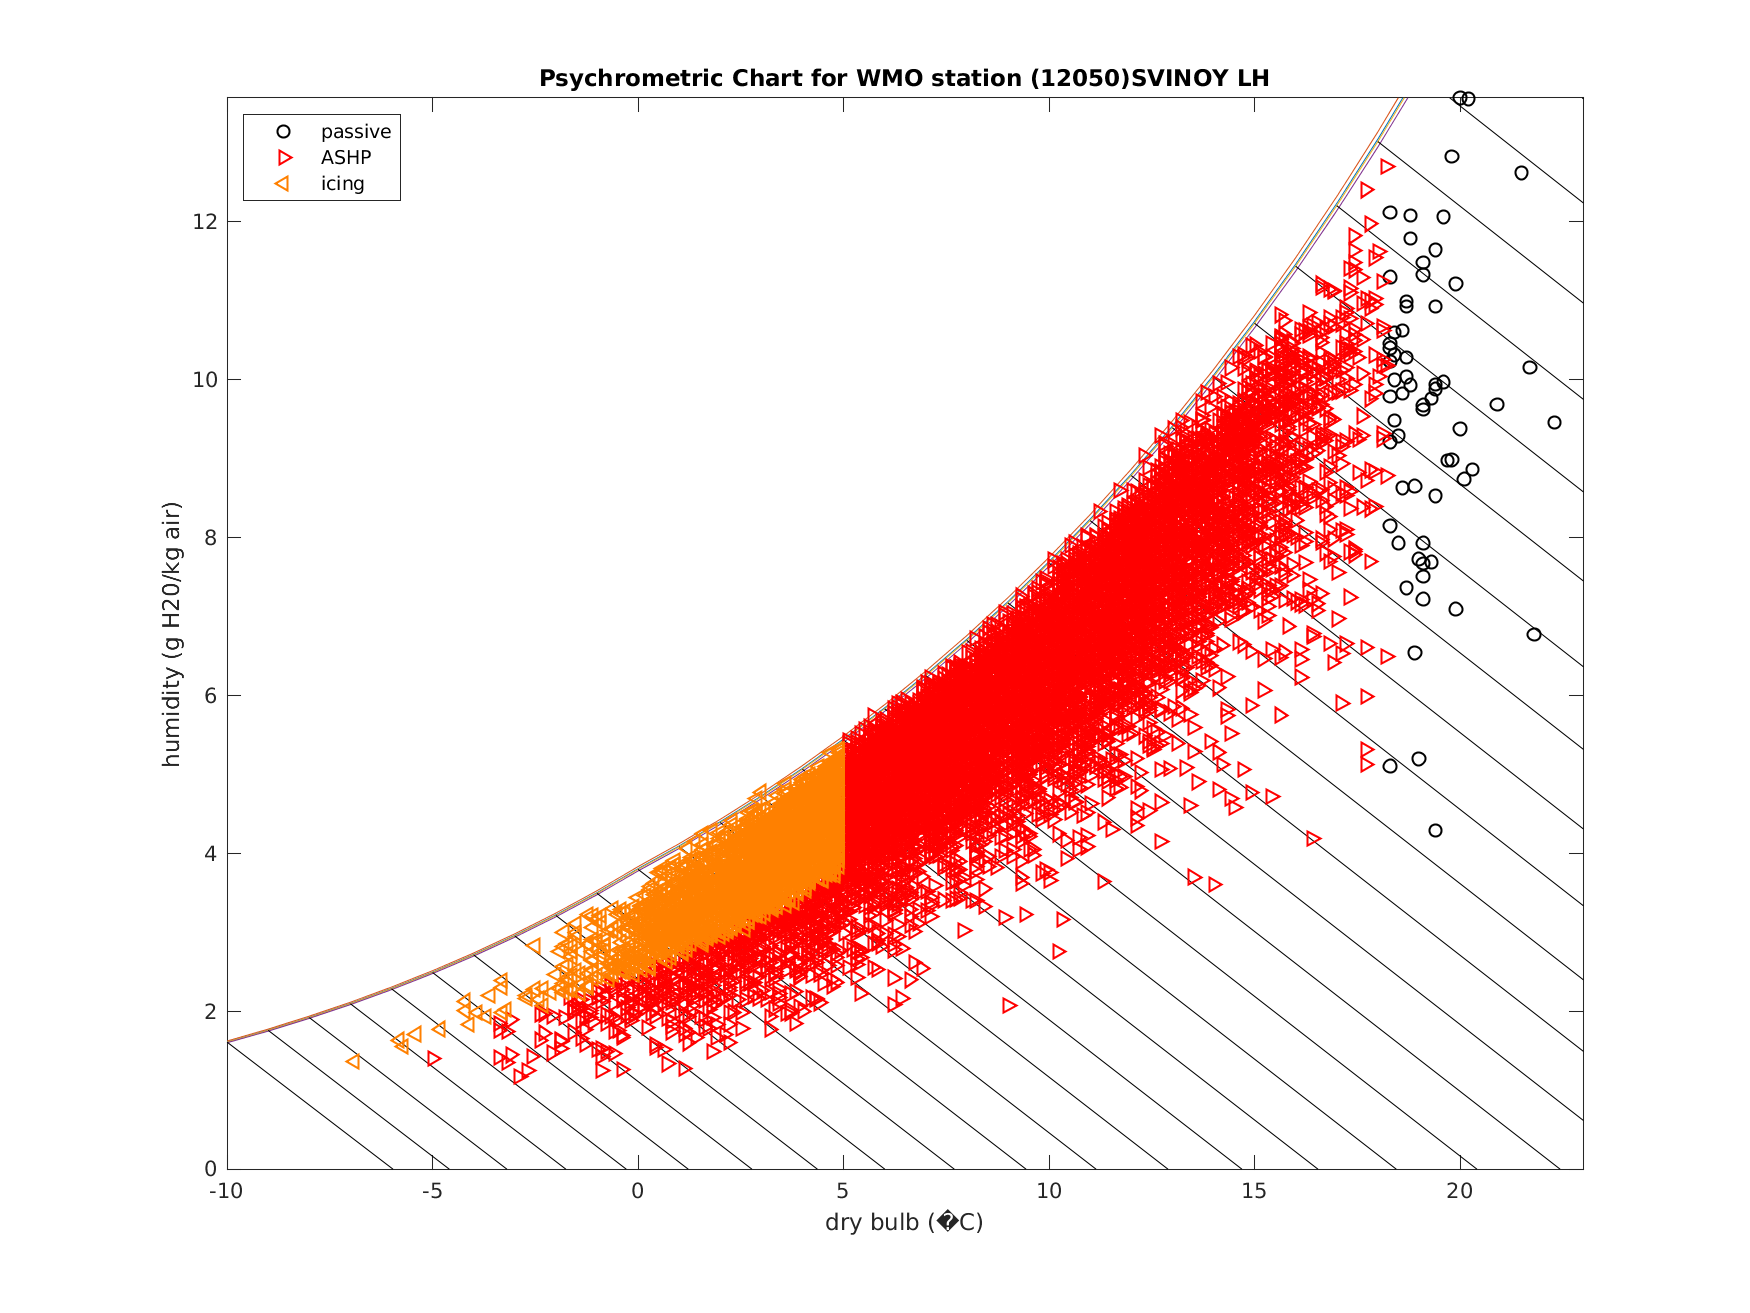 Psychrometric Chart for WMO station (12050)SVINOY LH
passive
ASHP
icing
12
10
8
6
4
2
0
humidity (g H20/kg air)
-10 -5 0 5 10 15 20
dry bulb (�C)